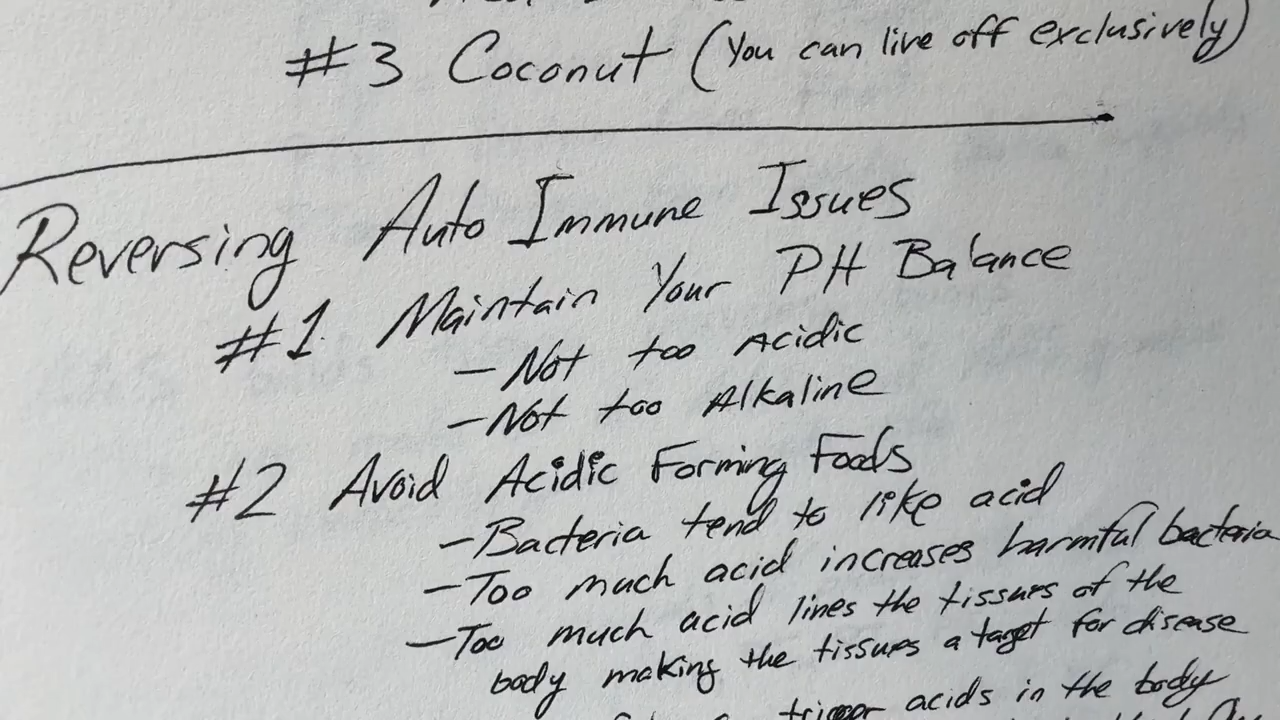 #3 Coconut (You can live off exclusively)
Reversing Auto Immune Issues
#1 Maintain Your PH Balance
- Not too Acidic
- Not too Alkaline
#2 Avoid Acidic Forming Foods
- Bacteria tend to like acid
- Too much acid increases harmful bacteria
- Too much acid lines the tissues of the
body making the tissues a target for disease
trigger acids in the body